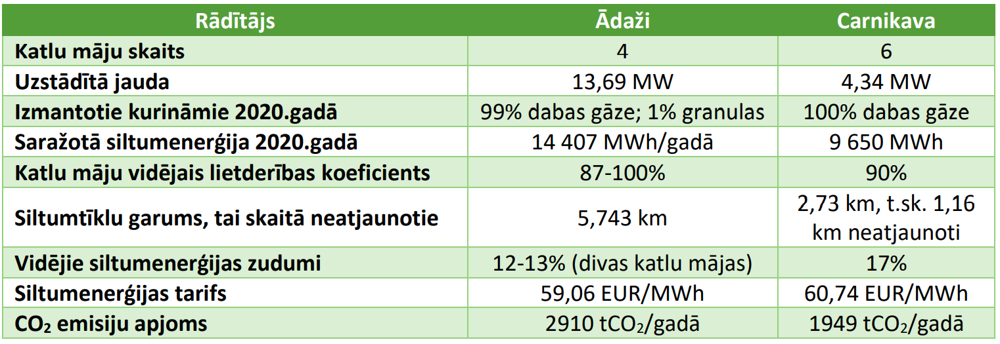 Rādītājs Ādaži Carnikava
Katlu māju skaits 4 6
Uzstādītā jauda 13,69 MW 4,34 MW
Izmantotie kurināmie 2020.gadā 99% dabas gāze; 1% granulas 100% dabas gāze
Saražotā siltumenerģija 2020.gadā 14 407 MWh/gadā 9 650 MWh
Katlu māju vidējais lietderības koeficients 87-100% 90%
Siltumtīklu garums, tai skaitā neatjaunotie 5,743 km 2,73 km, t.sk. 1,16
km neatjaunoti
Vidējie siltumenerģijas zudumi 12-13% (divas katlu mājas) 17%
Siltumenerģijas tarifs 59,06 EUR/MWh 60,74 EUR/MWh
CO₂ emisiju apjoms 2910 tCO₂/gadā 1949 tCO₂/gadā